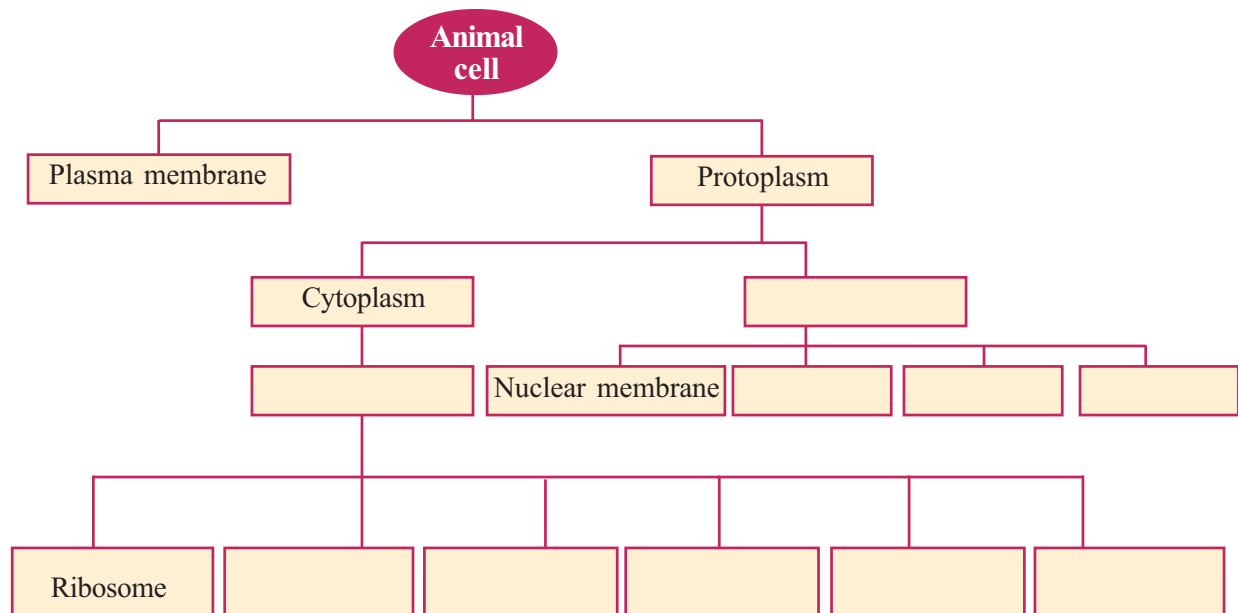 Animal
cell
Plasma membrane
Protoplasm
Cytoplasm
Nuclear membrane
Ribosome